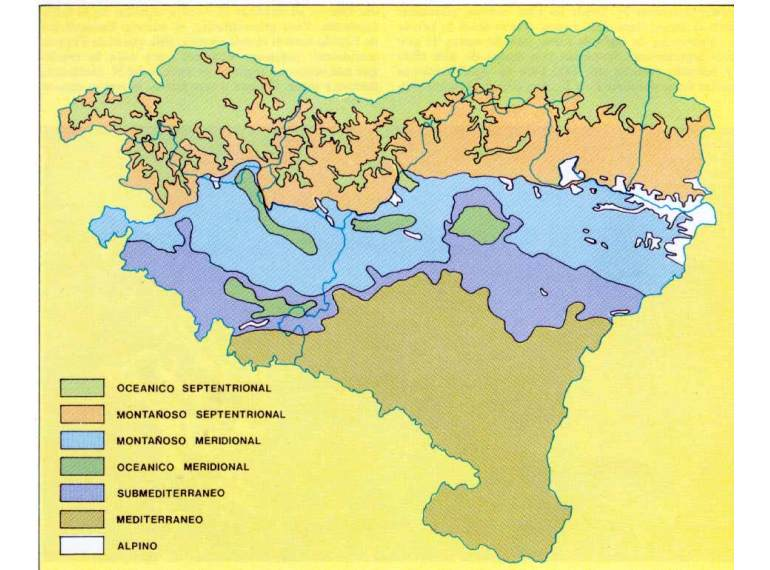 OCEANICO SEPTENTRIONAL
MONTAÑOSO SEPTENTRIONAL
MONTAÑOSO MERIDIONAL
OCEANICO MERIDIONAL
SUBMEDITERRANEO
MEDITERRANEO
ALPINO